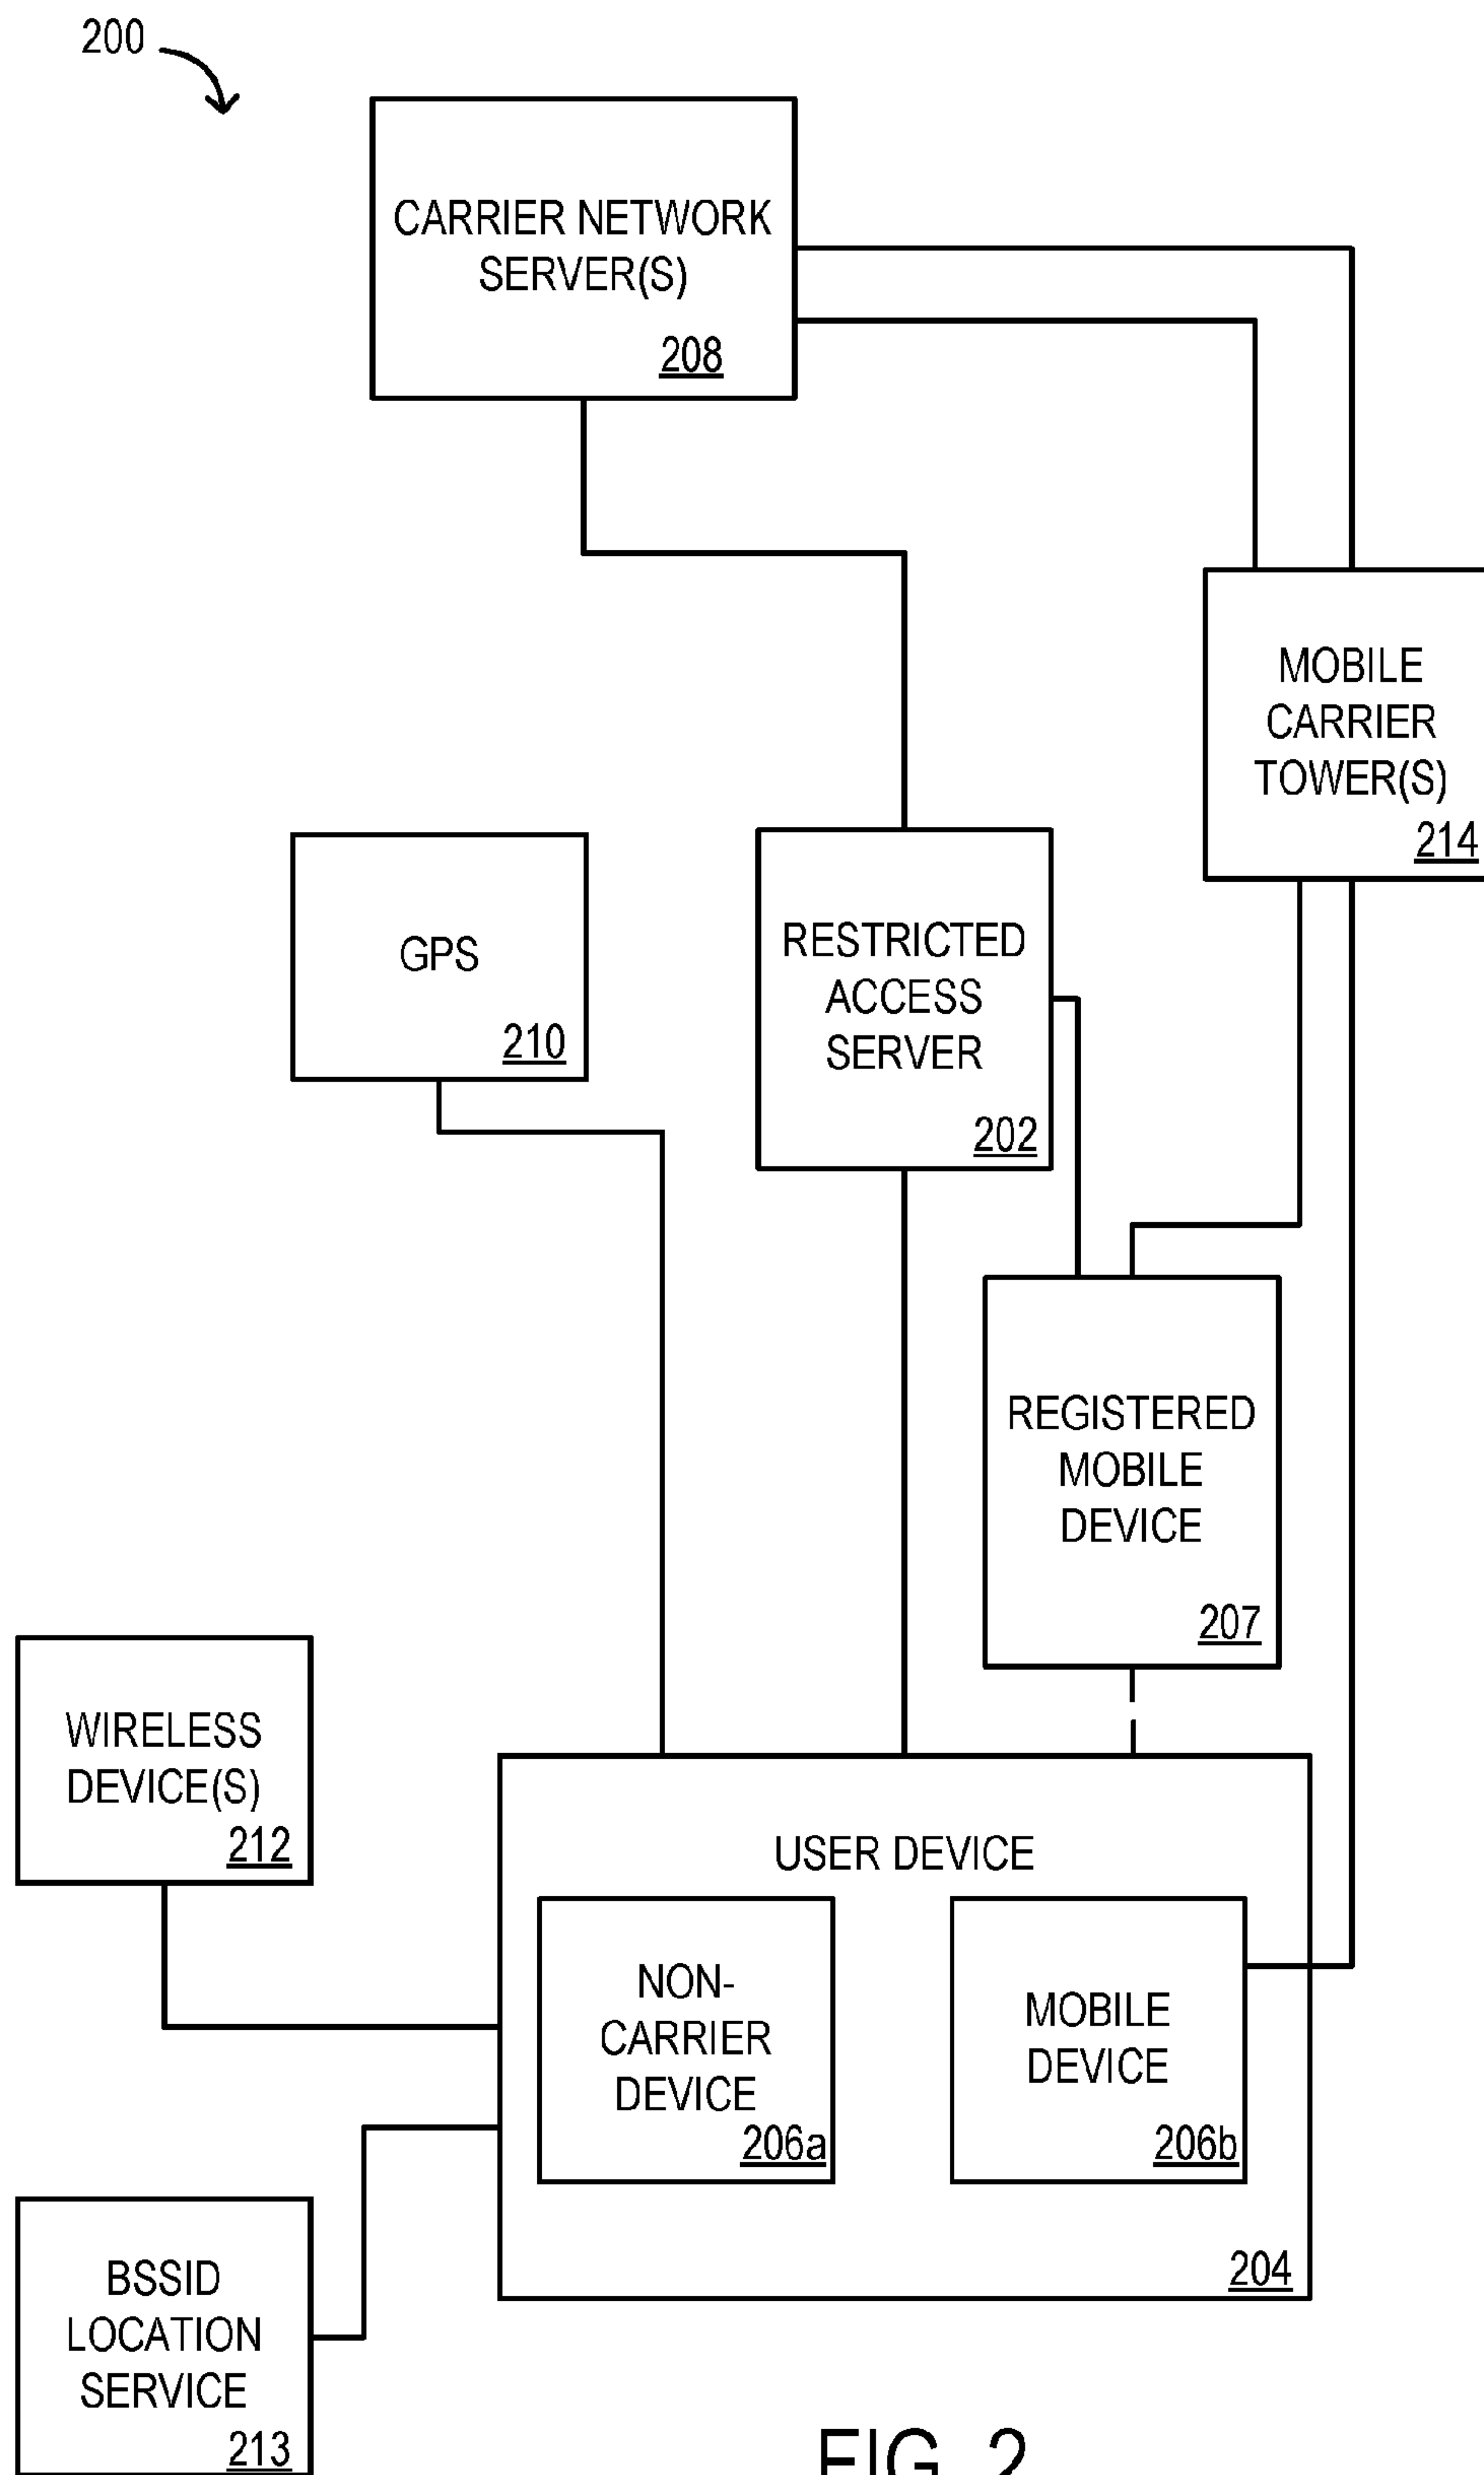 200
CARRIER NETWORK
SERVER(S)
208
MOBILE
CARRIER
TOWER(S)
214
GPS
210
RESTRICTED
ACCESS
SERVER
202
REGISTERED
MOBILE
DEVICE
207
WIRELESS
DEVICE(S)
212
USER DEVICE
NON-
CARRIER
DEVICE
206a
MOBILE
DEVICE
206b
204
BSSID
LOCATION
SERVICE
213
FIG. 2